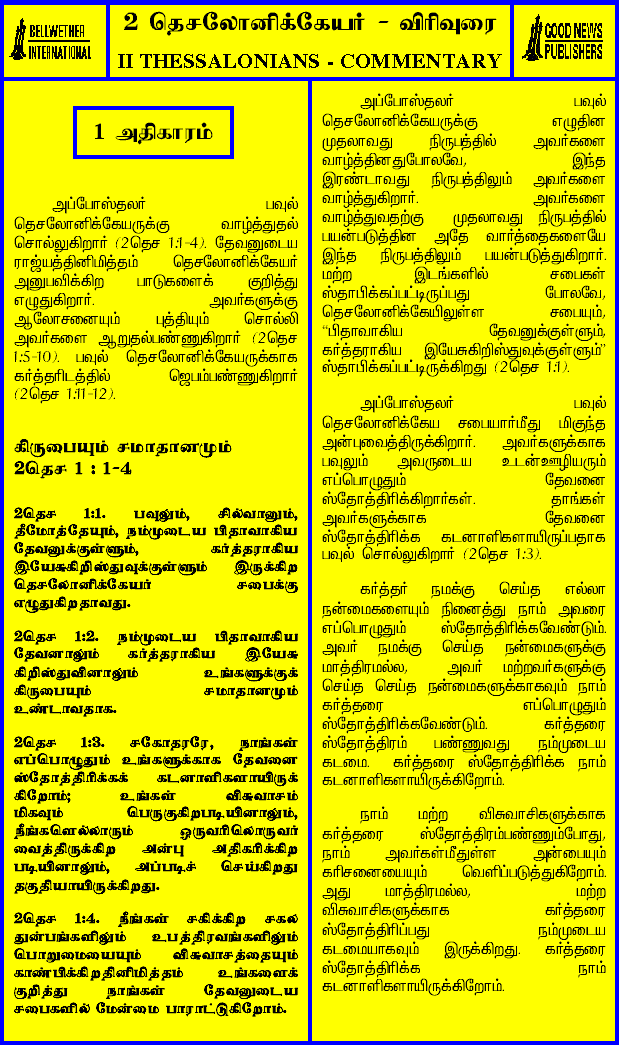 BELLWETHER
INTERNATIONAL
2 தெசலோனிக்கேயர் - விரிவுரை
II THESSALONIANS - COMMENTARY
GOOD NEWS
PUBLISHERS
1 அதிகாரம்
அப்போஸ்தலர் பவுல்
தெசலோனிக்கேயருக்கு வாழ்த்துதல்
சொல்லுகிறார் (2தெச 1:1-4). தேவனுடைய
ராஜ்யத்தினிமித்தம் தெசலோனிக்கேயர்
அனுபவிக்கிற பாடுகளைக் குறித்து
எழுதுகிறார். அவர்களுக்கு
ஆலோசனையும் புத்தியும் சொல்லி
அவர்களை ஆறுதல்பண்ணுகிறார் (2தெச
1:5-10). பவுல் தெசலோனிக்கேயருக்காக
கர்த்தரிடத்தில் ஜெபம்பண்ணுகிறார்
(2தெச 1:11-12).
கிருபையும் சமாதானமும்
2தெச 1 : 1-4
2தெச 1:1. பவுலும், சில்வானும்,
தீமோத்தேயும், நம்முடைய பிதாவாகிய
தேவனுக்குள்ளும், கர்த்தராகிய
இயேசுகிறிஸ்துவுக்குள்ளும் இருக்கிற
தெசலோனிக்கேயர் சபைக்கு
எழுதுகிறதாவது.
2தெச 1:2. நம்முடைய பிதாவாகிய
தேவனாலும் கர்த்தராகிய இயேசு
கிறிஸ்துவினாலும் உங்களுக்குக்
கிருபையும் சமாதானமும்
உண்டாவதாக.
2தெச 1:3. சகோதரரே, நாங்கள்
எப்பொழுதும் உங்களுக்காக தேவனை
ஸ்தோத்திரிக்கக் கடனாளிகளாயிருக்
கிறோம்; உங்கள் விசுவாசம்
மிகவும் பெருகுகிறபடியினாலும்,
நீங்களெல்லாரும் ஒருவரிலொருவர்
வைத்திருக்கிற அன்பு அதிகரிக்கிற
படியினாலும், அப்படிச் செய்கிறது
தகுதியாயிருக்கிறது.
2தெச 1:4. நீங்கள் சகிக்கிற சகல
துன்பங்களிலும் உபத்திரவங்களிலும்
பொறுமையையும் விசுவாசத்தையும்
காண்பிக்கிறதினிமித்தம் உங்களைக்
குறித்து நாங்கள் தேவனுடைய
சபைகளில் மேன்மை பாராட்டுகிறோம்.
அப்போஸ்தலர் பவுல்
தெசலோனிக்கேயருக்கு எழுதின
முதலாவது நிருபத்தில் அவர்களை
வாழ்த்தினதுபோலவே, இந்த
இரண்டாவது நிருபத்திலும் அவர்களை
வாழ்த்துகிறார். அவர்களை
வாழ்த்துவதற்கு முதலாவது நிருபத்தில்
பயன்படுத்தின அதே வார்த்தைகளையே
இந்த நிருபத்திலும் பயன்படுத்துகிறார்.
மற்ற இடங்களில் சபைகள்
ஸ்தாபிக்கப்பட்டிருப்பது போலவே,
தெசலோனிக்கேயிலுள்ள சபையும்,
“பிதாவாகிய தேவனுக்குள்ளும்,
கர்த்தராகிய இயேசுகிறிஸ்துவுக்குள்ளும்”
ஸ்தாபிக்கப்பட்டிருக்கிறது (2தெச 1:1).
அப்போஸ்தலர் பவுல்
தெசலோனிக்கேய சபையார்மீது மிகுந்த
அன்புவைத்திருக்கிறார். அவர்களுக்காக
பவுலும் அவருடைய உடன்ஊழியரும்
எப்பொழுதும் தேவனை
ஸ்தோத்திரிக்கிறார்கள். தாங்கள்
அவர்களுக்காக தேவனை
ஸ்தோத்திரிக்க கடனாளிகளாயிருப்பதாக
பவுல் சொல்லுகிறார் (2தெச 1:3).
கர்த்தர் நமக்கு செய்த எல்லா
நன்மைகளையும் நினைத்து நாம் அவரை
எப்பொழுதும் ஸ்தோத்திரிக்கவேண்டும்.
அவர் நமக்கு செய்த நன்மைகளுக்கு
மாத்திரமல்ல, அவர் மற்றவர்களுக்கு
செய்த செய்த நன்மைகளுக்காகவும் நாம்
கர்த்தரை எப்பொழுதும்
ஸ்தோத்திரிக்கவேண்டும். கர்த்தரை
ஸ்தோத்திரம் பண்ணுவது நம்முடைய
கடமை. கர்த்தரை ஸ்தோத்திரிக்க நாம்
கடனாளிகளாயிருக்கிறோம்.
நாம் மற்ற விசுவாசிகளுக்காக
கர்த்தரை ஸ்தோத்திரம்பண்ணும்போது,
நாம் அவர்கள்மீதுள்ள அன்பையும்
கரிசனையையும் வெளிப்படுத்துகிறோம்.
அது மாத்திரமல்ல, மற்ற
விசுவாசிகளுக்காக கர்த்தரை
ஸ்தோத்திரிப்பது நம்முடைய
கடமையாகவும் இருக்கிறது. கர்த்தரை
ஸ்தோத்திரிக்க நாம்
கடனாளிகளாயிருக்கிறோம்.